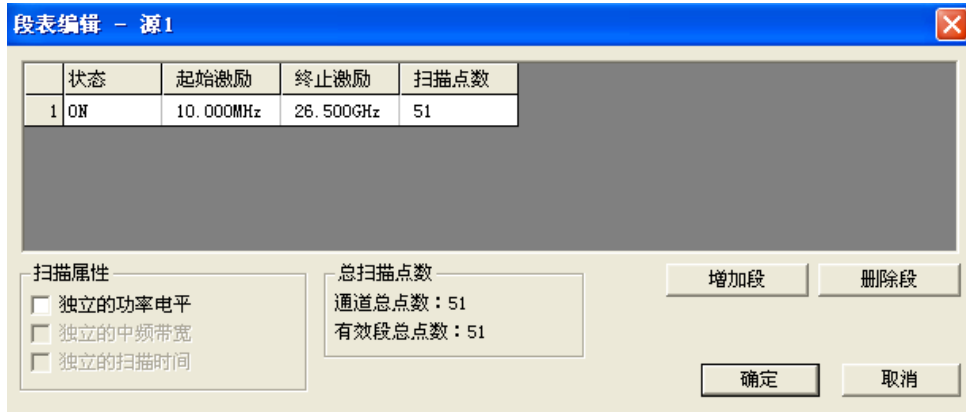 段表编辑 - 源1
状态 起始激励 终止激励 扫描点数
1 ON 10.000MHz 26.500GHz 51
扫描属性
独立的功率电平
独立的中频带宽
独立的扫描时间
总扫描点数
通道总点数：51
有效段总点数：51
增加段 删除段
确定 取消